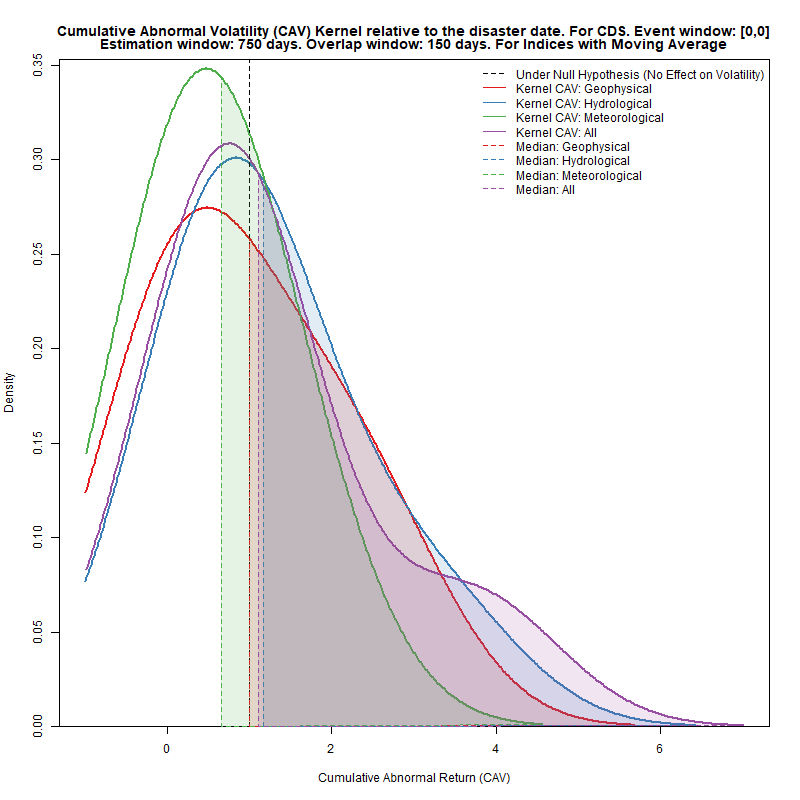 Cumulative Abnormal Volatility (CAV) Kernel relative to the disaster date. For CDS. Event window: [0,0]
Estimation window: 750 days. Overlap window: 150 days. For Indices with Moving Average
Under Null Hypothesis (No Effect on Volatility)
Kernel CAV: Geophysical
Kernel CAV: Hydrological
Kernel CAV: Meteorological
Kernel CAV: All
Median: Geophysical
Median: Hydrological
Median: Meteorological
Median: All
Density
0.35
0.30
0.25
0.20
0.15
0.10
0.05
0.00
0
2
4
6
Cumulative Abnormal Return (CAV)